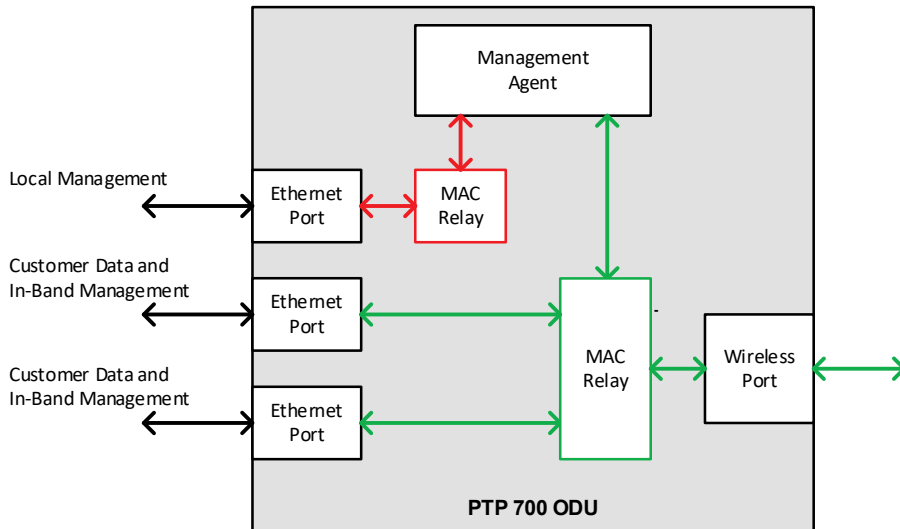 Management
Agent
Local Management
Ethernet
Port
MAC
Relay
Customer Data and
In-Band Management
Ethernet
Port
MAC
Relay
Wireless
Port
Customer Data and
In-Band Management
Ethernet
Port
PTP 700 ODU